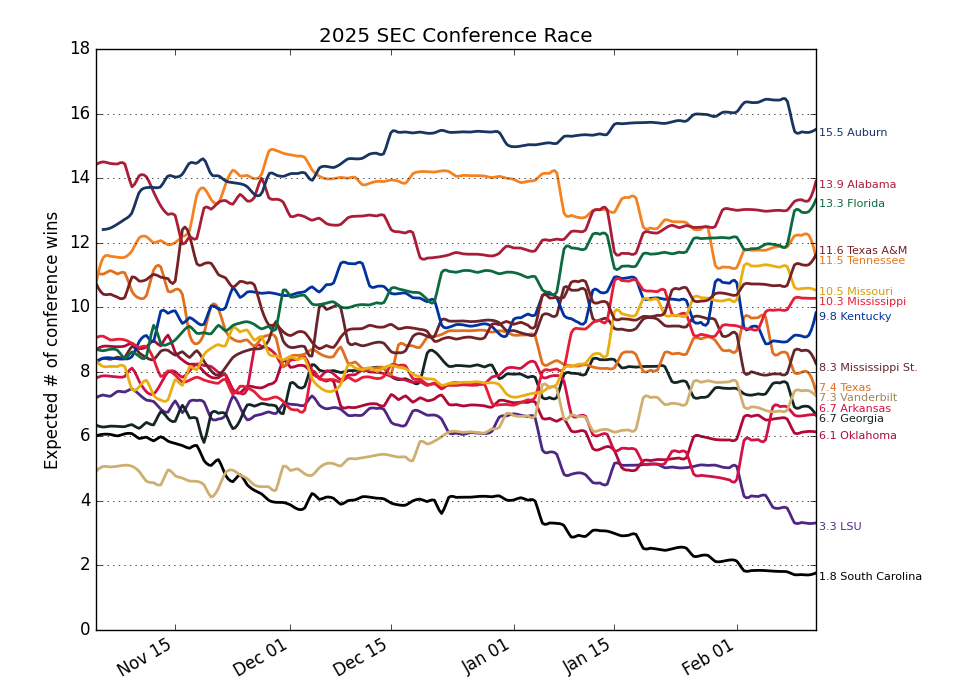 2025 SEC Conference Race
Expected # of conference wins
18
16
14
12
10
8
6
4
2
0
Nov 15
Dec 01
Dec 15
Jan 01
Jan 15
Feb 01
15.5 Auburn
13.9 Alabama
13.3 Florida
11.6 Texas A&M
11.5 Tennessee
10.5 Missouri
10.3 Mississippi
9.8 Kentucky
8.3 Mississippi St.
7.4 Texas
7.3 Vanderbilt
6.7 Arkansas
6.7 Georgia
6.1 Oklahoma
3.3 LSU
1.8 South Carolina